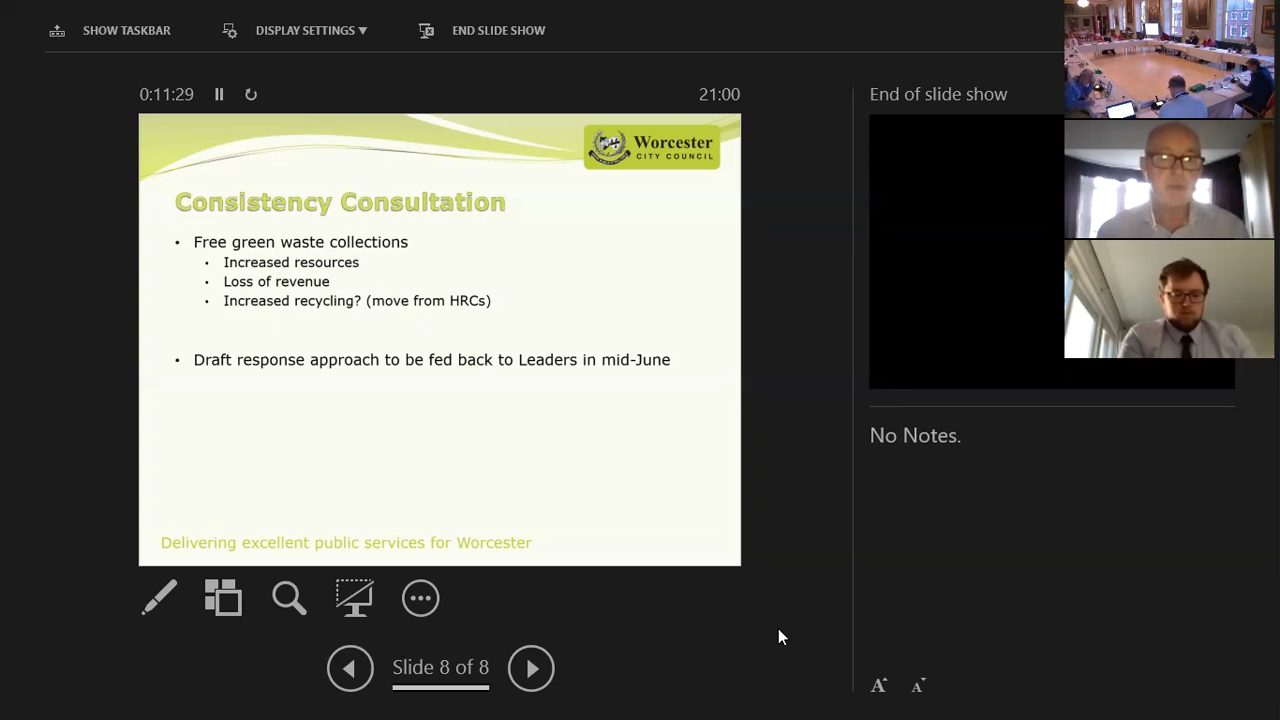 SHOW TASKBAR
DISPLAY SETTINGS ▼
END SLIDE SHOW
0:11:29
21:00
End of slide show
Worcester
CITY COUNCIL
Consistency Consultation
• Free green waste collections
• Increased resources
• Loss of revenue
• Increased recycling? (move from HRCs)
• Draft response approach to be fed back to Leaders in mid-June
Delivering excellent public services for Worcester
No Notes.
Slide 8 of 8
A A